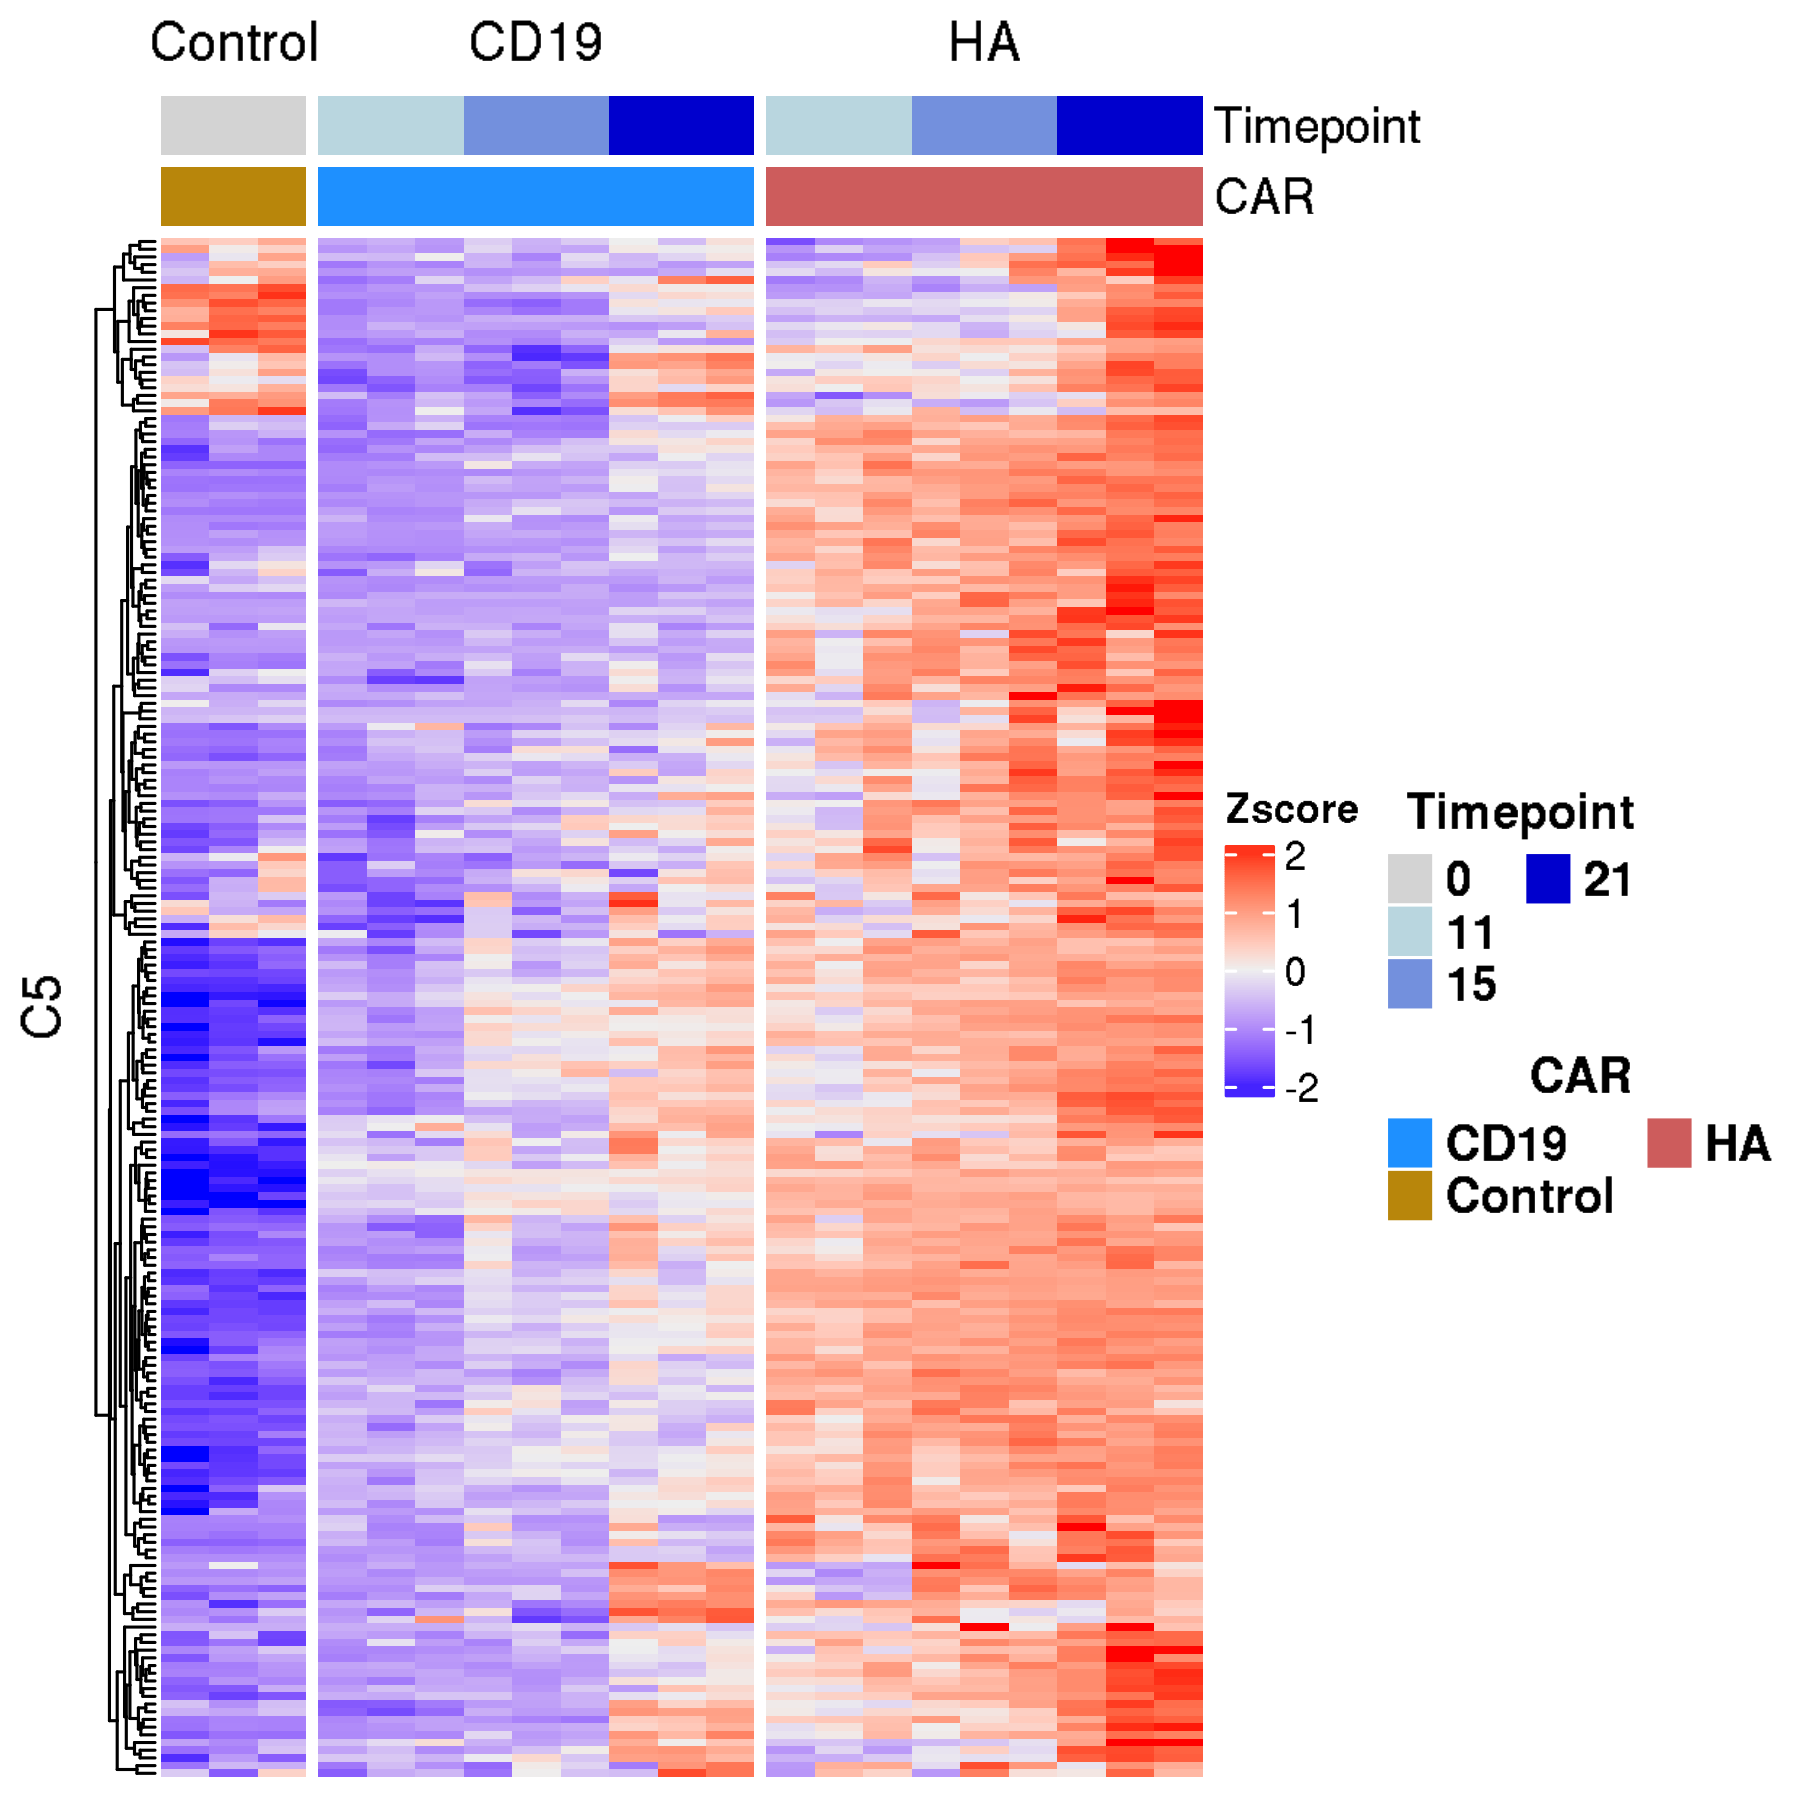 Control CD19 HA
Timepoint
CAR
C5
Zscore
2
1
0
-1
-2
Timepoint
0 21
11
15
CAR
CD19 HA
Control